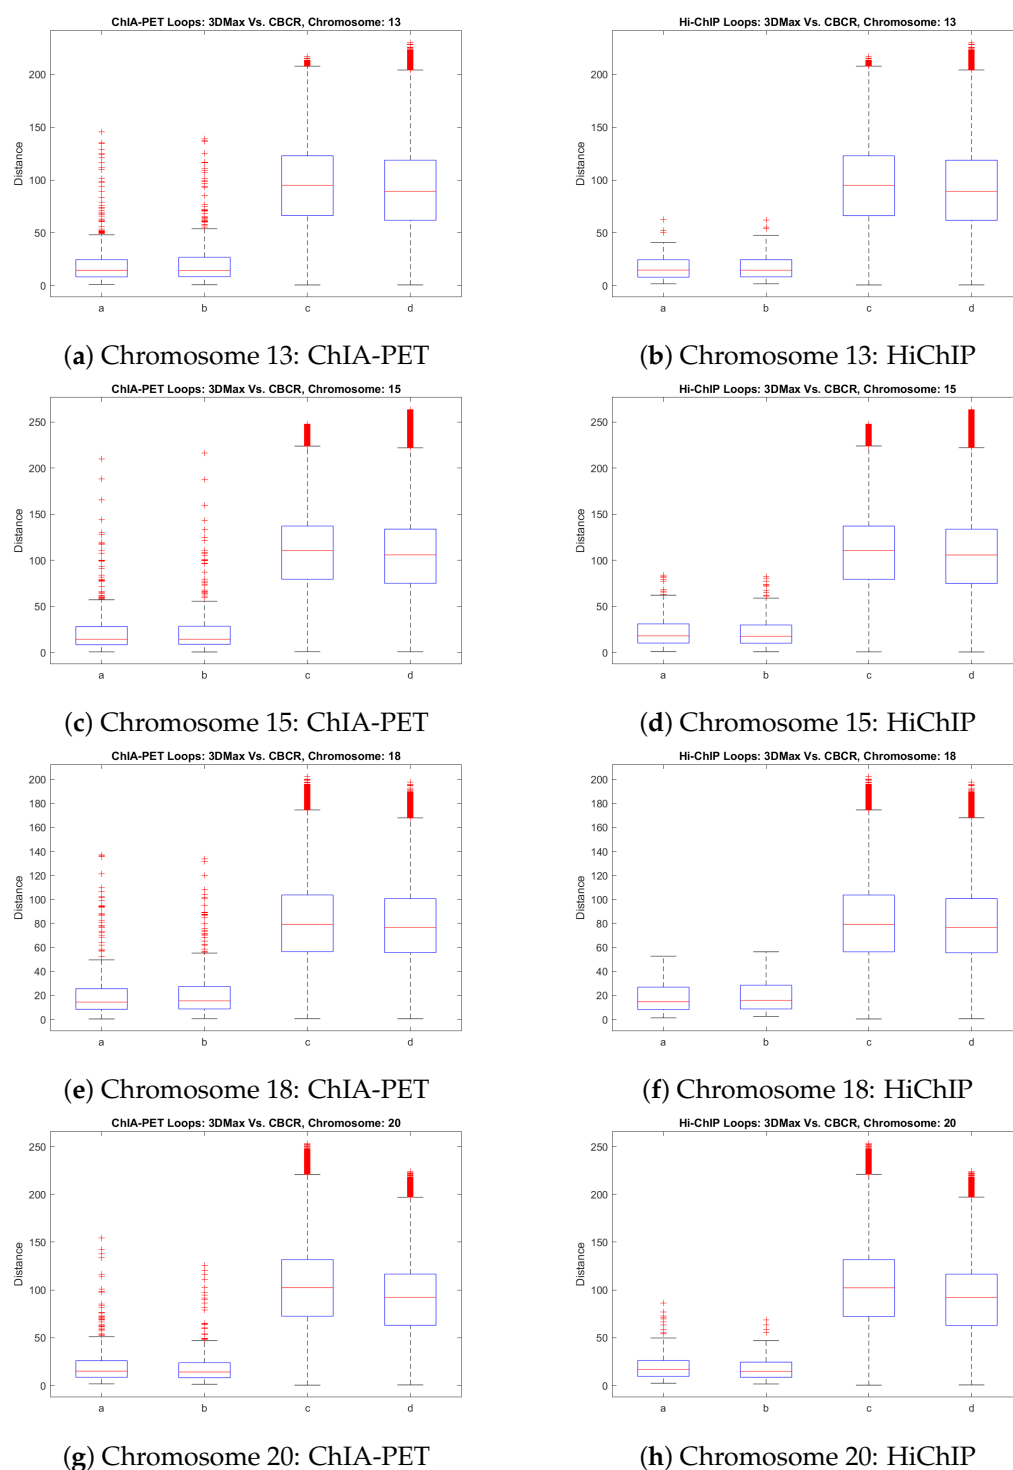 ChIA-PET Loops: 3DMax Vs. CBCR, Chromosome: 13
Distance
200
150
100
50
0
a b c d
(a) Chromosome 13: ChIA-PET
Hi-ChIP Loops: 3DMax Vs. CBCR, Chromosome: 13
Distance
200
150
100
50
0
a b c d
(b) Chromosome 13: HiChIP
ChIA-PET Loops: 3DMax Vs. CBCR, Chromosome: 15
Distance
250
200
150
100
50
0
a b c d
(c) Chromosome 15: ChIA-PET
Hi-ChIP Loops: 3DMax Vs. CBCR, Chromosome: 15
Distance
250
200
150
100
50
0
a b c d
(d) Chromosome 15: HiChIP
ChIA-PET Loops: 3DMax Vs. CBCR, Chromosome: 18
Distance
200
180
160
140
120
100
80
60
40
20
0
a b c d
(e) Chromosome 18: ChIA-PET
Hi-ChIP Loops: 3DMax Vs. CBCR, Chromosome: 18
Distance
200
180
160
140
120
100
80
60
40
20
0
a b c d
(f) Chromosome 18: HiChIP
ChIA-PET Loops: 3DMax Vs. CBCR, Chromosome: 20
Distance
250
200
150
100
50
0
a b c d
(g) Chromosome 20: ChIA-PET
Hi-ChIP Loops: 3DMax Vs. CBCR, Chromosome: 20
Distance
250
200
150
100
50
0
a b c d
(h) Chromosome 20: HiChIP